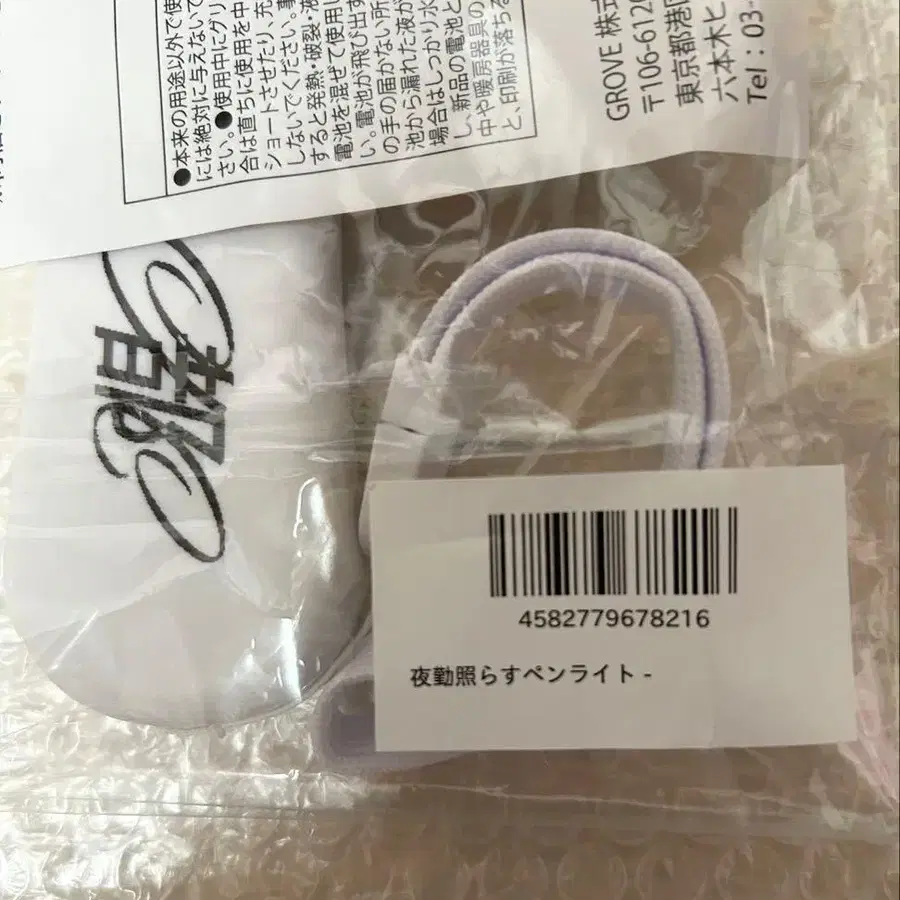 ●本来の用途以外で使
には絶対に与えないで
さい。●使用中にグリ
合は直ちに使用を中
ショートさせたり、充
しないでください。事
すると発熱・破裂・液
電池を混ぜて使用し
い。電池が飛び出す
の手の届かない所
池から漏れた液が
場合はしっかり水
し、新品の電池と
中や暖房器具の
と、印刷が落ちる
GROVE 株式
〒106-612
東京都港区
六本木ヒ
Tel : 03-
4582779678216
夜勤照らすペンライト -